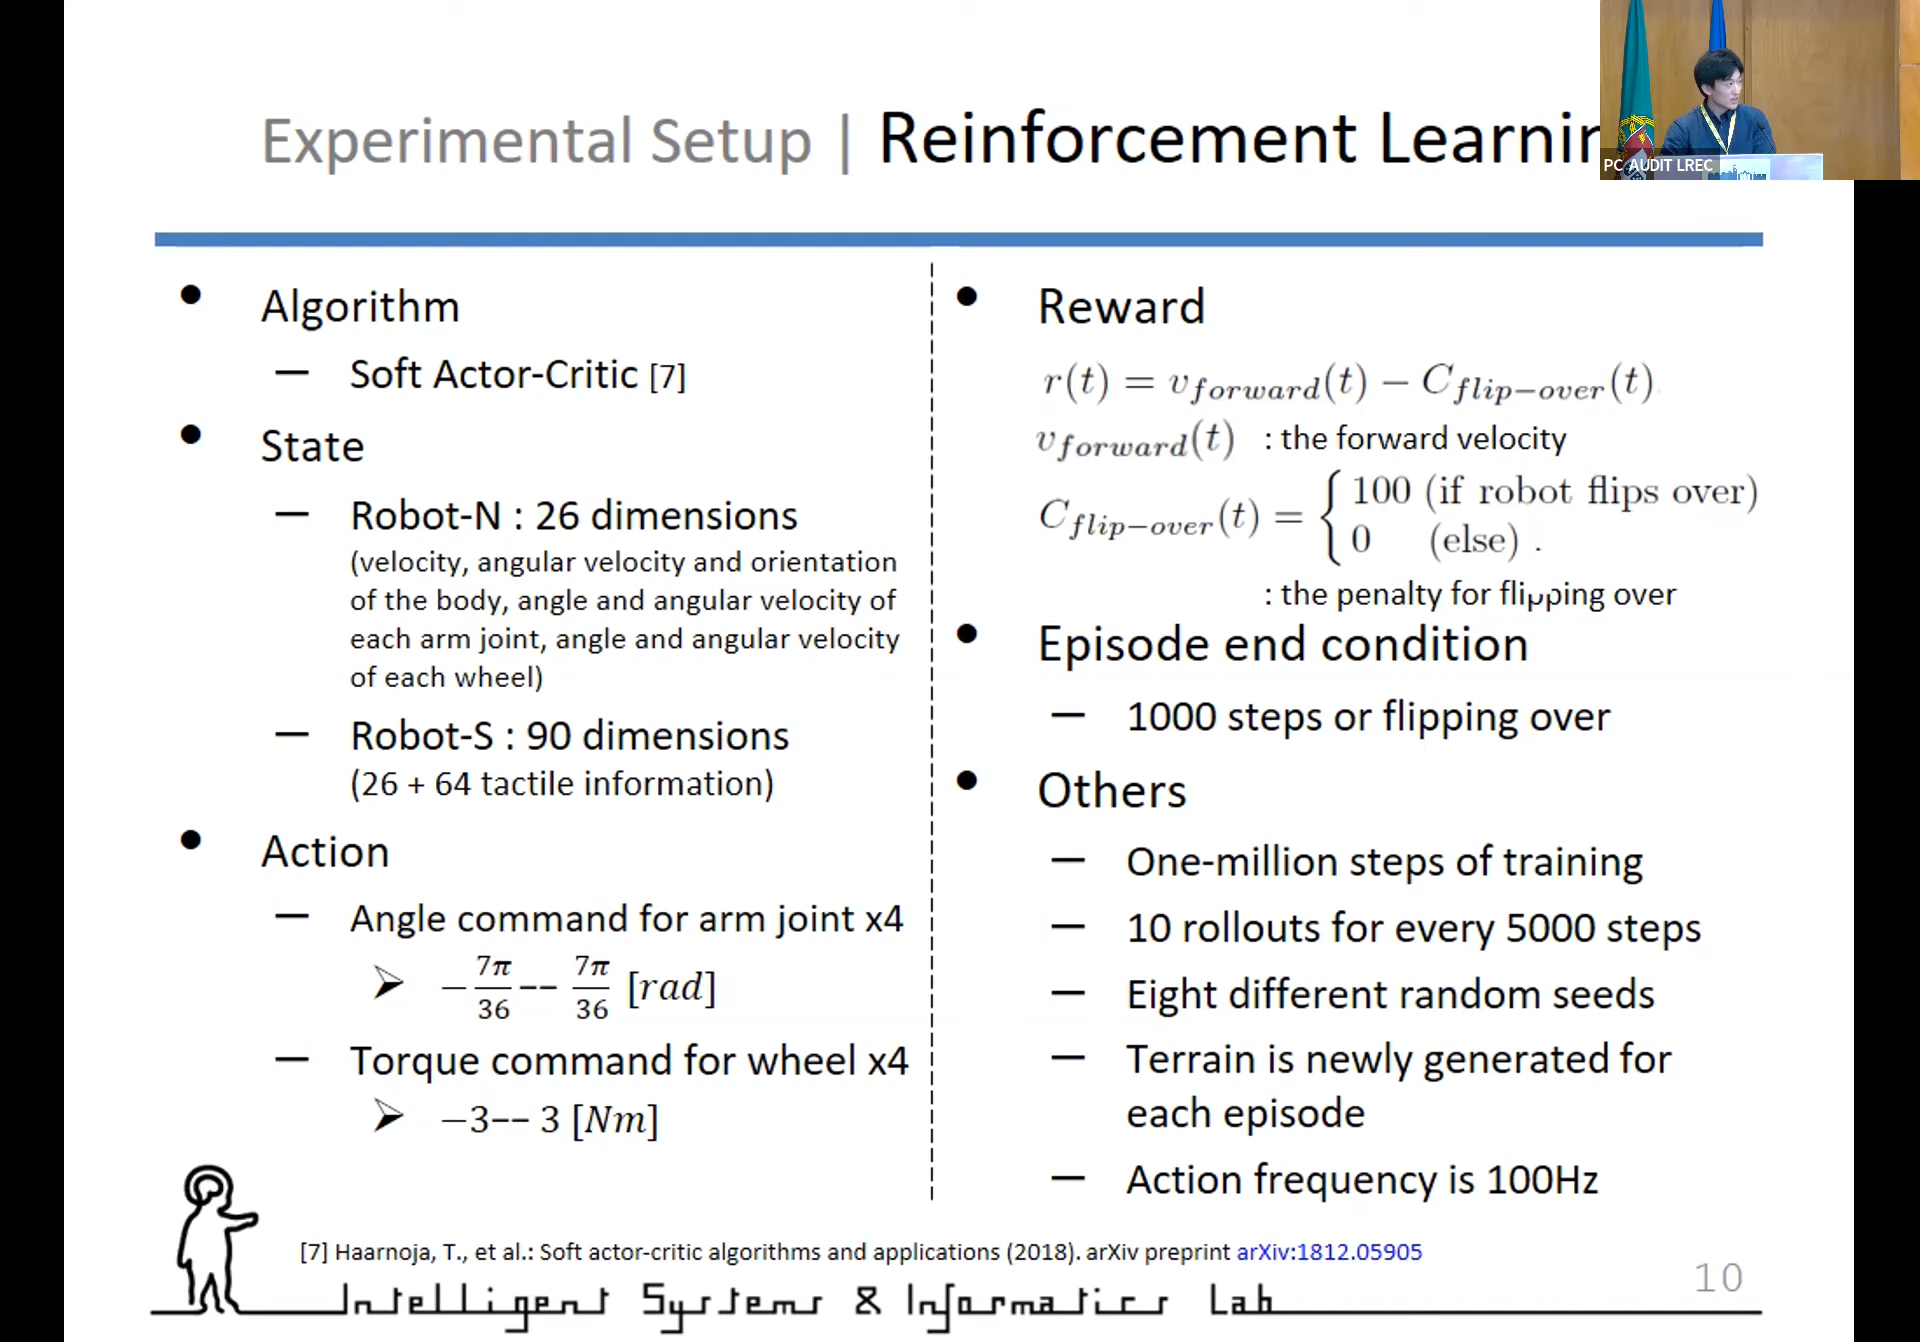 Experimental Setup | Reinforcement Learnin
PC AUDIT LREC
• Algorithm
– Soft Actor-Critic [7]
• State
– Robot-N : 26 dimensions
(velocity, angular velocity and orientation
of the body, angle and angular velocity of
each arm joint, angle and angular velocity
of each wheel)
– Robot-S : 90 dimensions
(26 + 64 tactile information)
• Action
– Angle command for arm joint x4
➢ −7π/36 -- 7π/36 [rad]
– Torque command for wheel x4
➢ −3-- 3 [Nm]
• Reward
r(t) = v_forward(t) − C_flip−over(t)
v_forward(t) : the forward velocity
C_flip−over(t) = { 100 (if robot flips over)
0 (else) .
: the penalty for flipping over
• Episode end condition
– 1000 steps or flipping over
• Others
– One-million steps of training
– 10 rollouts for every 5000 steps
– Eight different random seeds
– Terrain is newly generated for
each episode
– Action frequency is 100Hz
[7] Haarnoja, T., et al.: Soft actor-critic algorithms and applications (2018). arXiv preprint arXiv:1812.05905
10
Intelligent Systems & Informatics Lab